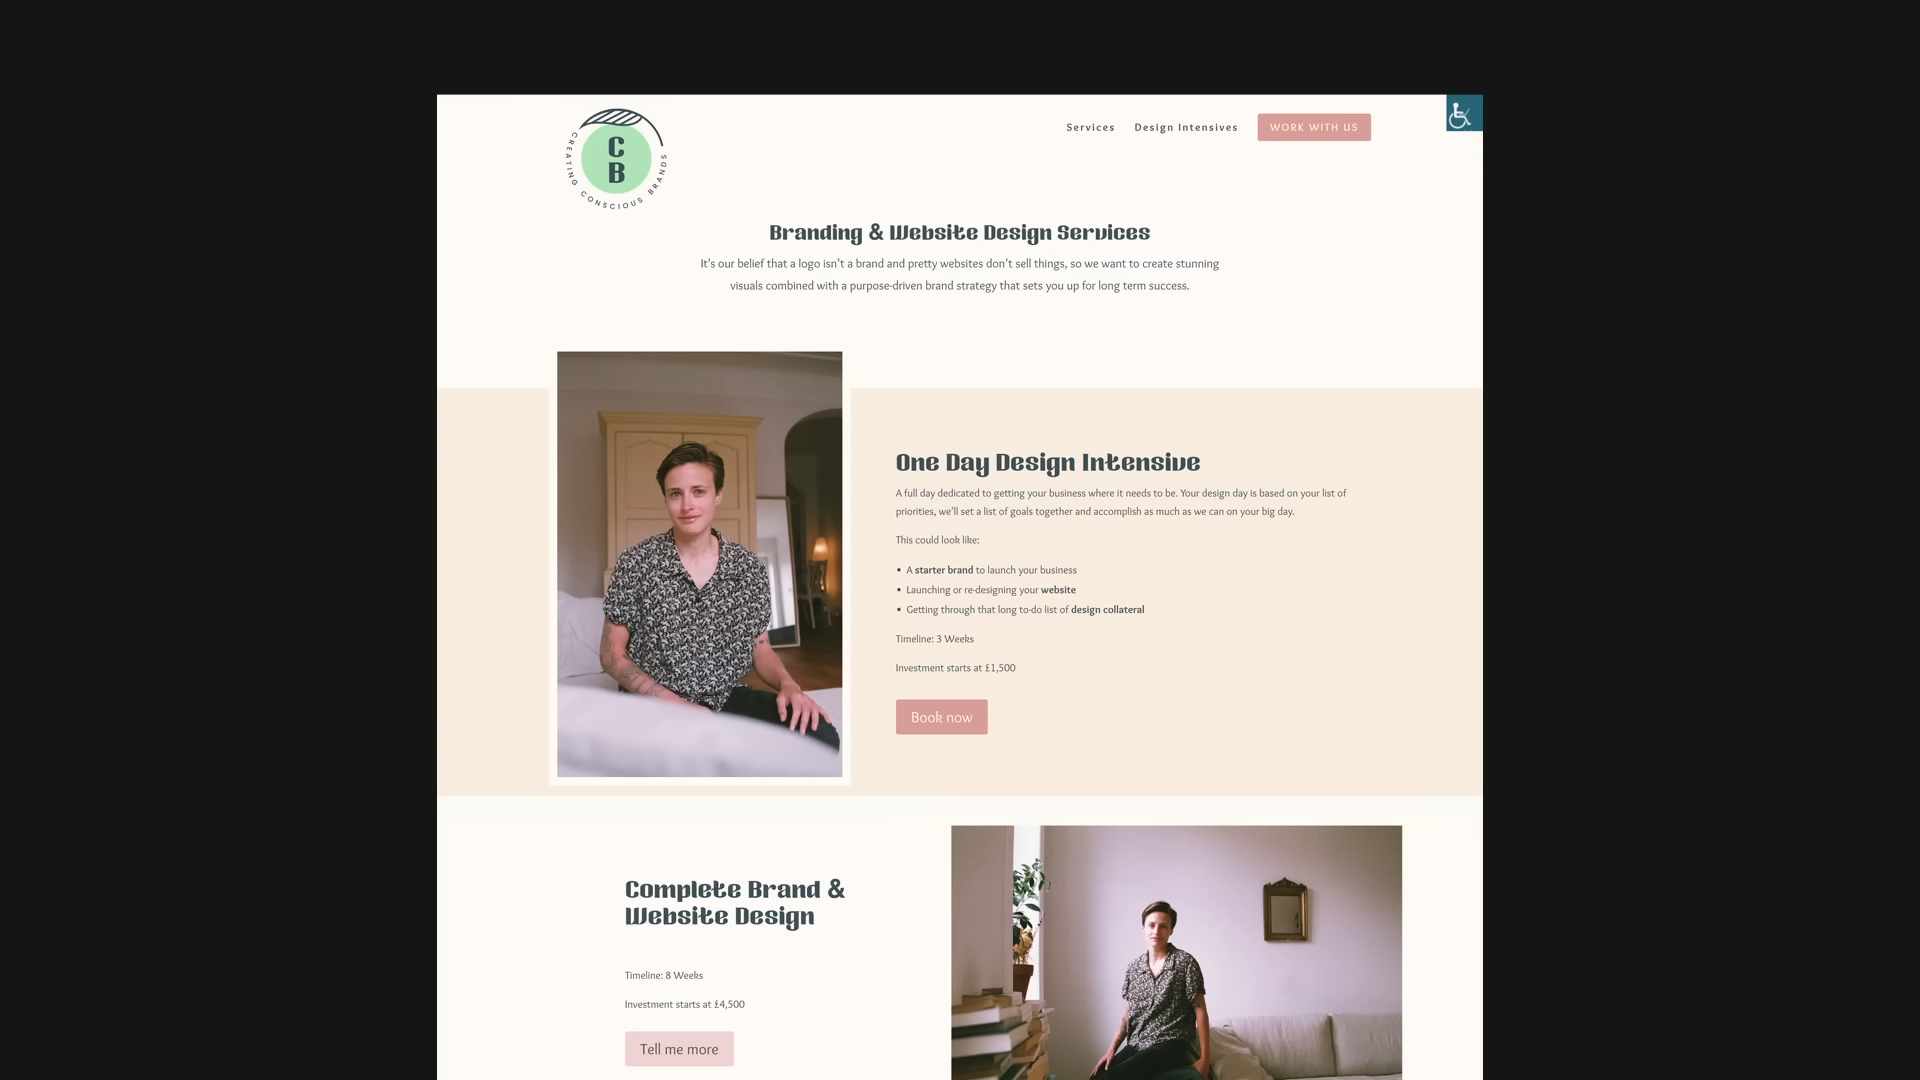 CREATING CONSCIOUS BRANDS
C
B
Services
Design Intensives
WORK WITH US
Branding & Website Design Services
It’s our belief that a logo isn’t a brand and pretty websites don’t sell things, so we want to create stunning
visuals combined with a purpose-driven brand strategy that sets you up for long term success.
One Day Design Intensive
A full day dedicated to getting your business where it needs to be. Your design day is based on your list of
priorities, we’ll set a list of goals together and accomplish as much as we can on your big day.
This could look like:
• A starter brand to launch your business
• Launching or re-designing your website
• Getting through that long to-do list of design collateral
Timeline: 3 Weeks
Investment starts at £1,500
Book now
Complete Brand &
Website Design
Timeline: 8 Weeks
Investment starts at £4,500
Tell me more